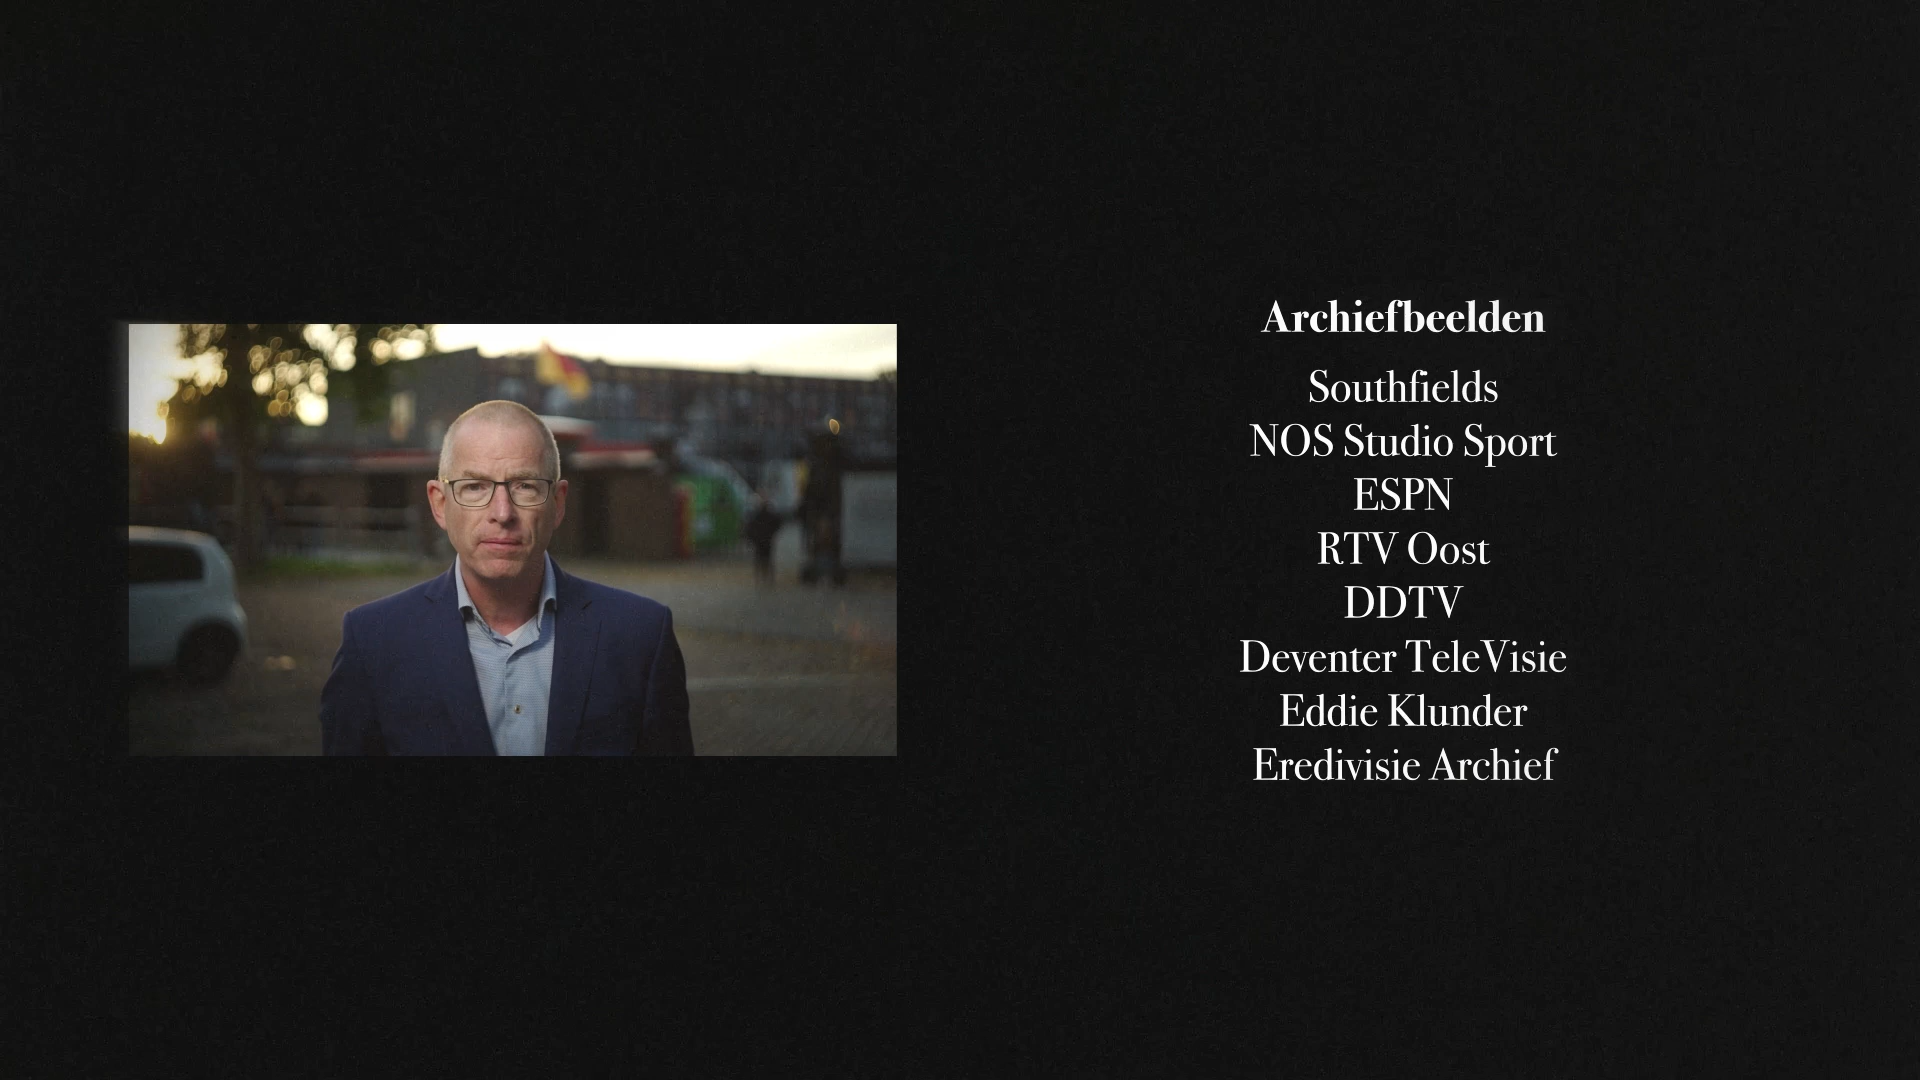 Archiefbeelden
Southfields
NOS Studio Sport
ESPN
RTV Oost
DDTV
Deventer TeleVisie
Eddie Klunder
Eredivisie Archief